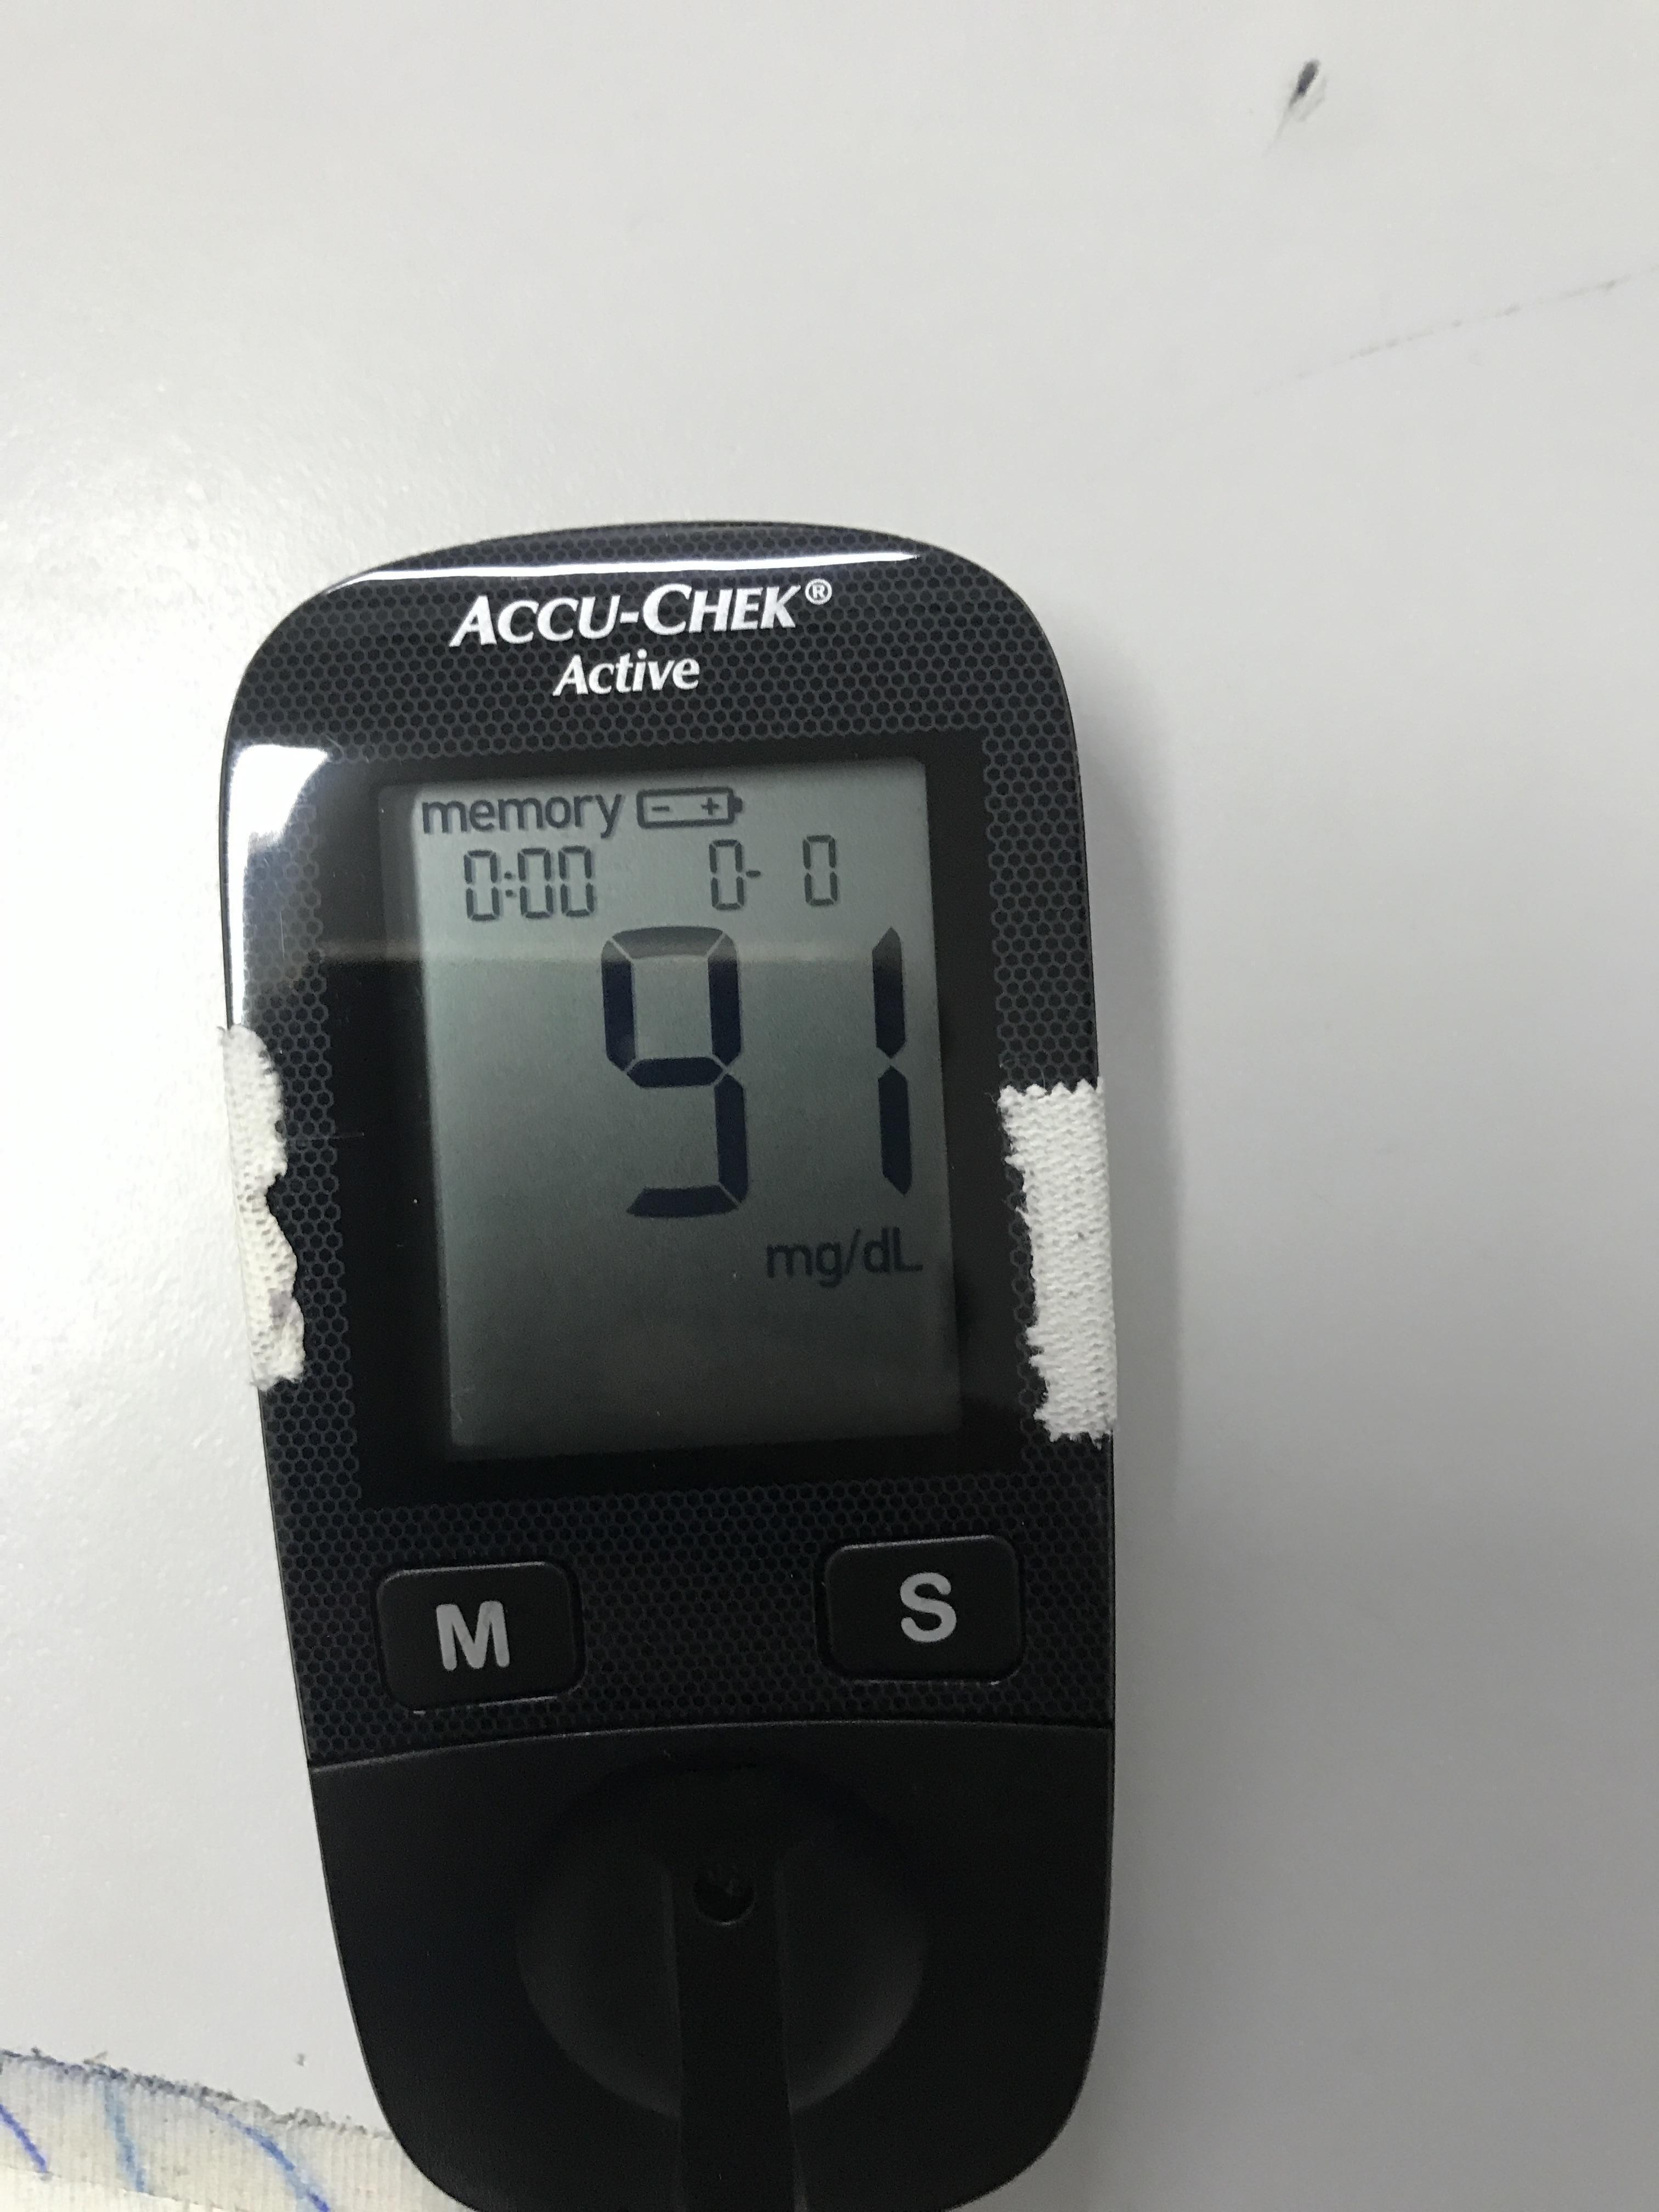 ACCU-CHEK®
Active
memory
0:00 0- 0
91
mg/dL
M S